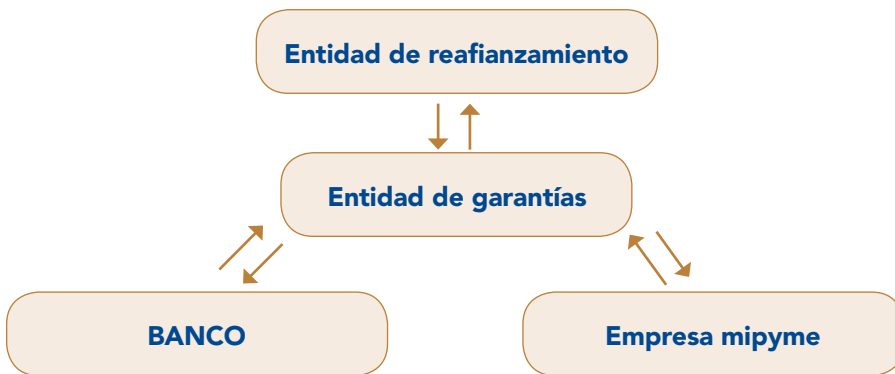 Entidad de reafianzamiento
Entidad de garantías
BANCO
Empresa mipyme